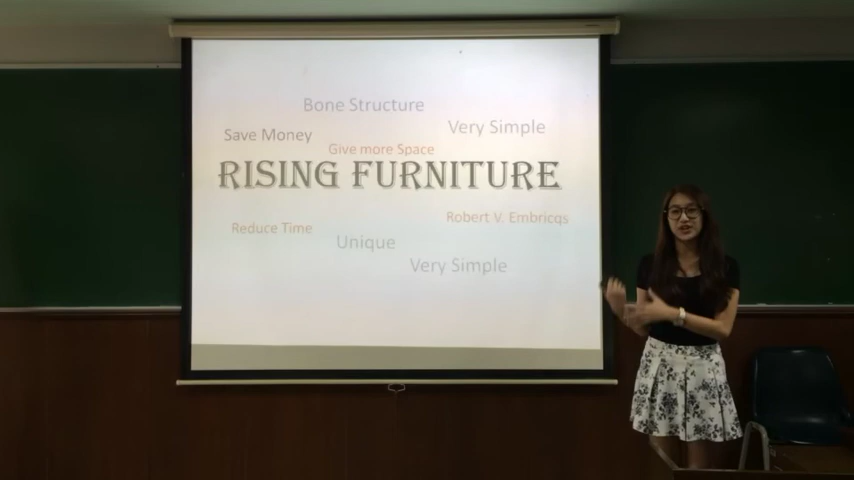 Bone Structure
Very Simple
Save Money
Give more Space
RISING FURNITURE
Robert V. Embricqs
Reduce Time
Unique
Very Simple